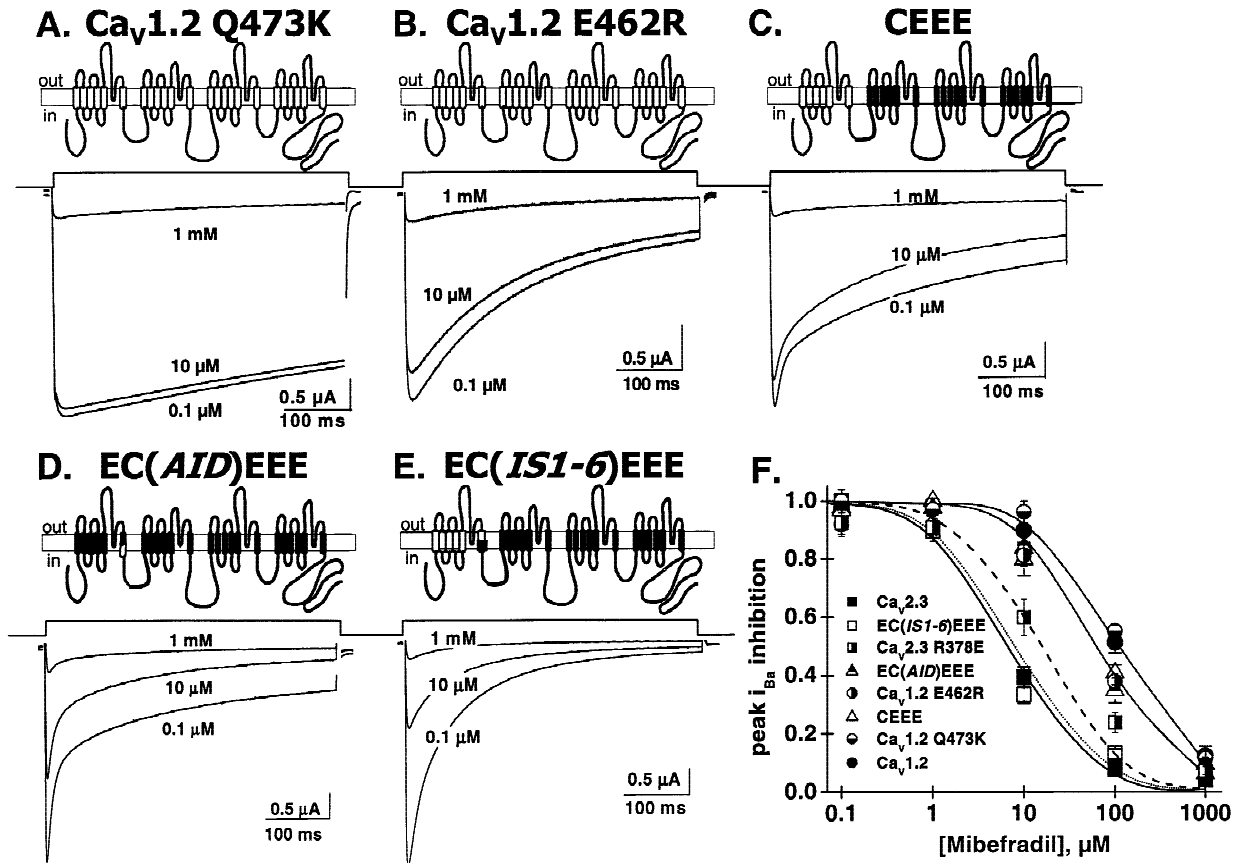 A. CaV1.2 Q473K
B. CaV1.2 E462R
C. CEEE
out
in
out
in
out
in
1 mM
10 µM
0.1 µM
0.5 µA
100 ms
1 mM
10 µM
0.1 µM
0.5 µA
100 ms
1 mM
10 µM
0.1 µM
0.5 µA
100 ms
D. EC(AID)EEE
E. EC(IS1-6)EEE
F.
out
in
out
in
1 mM
10 µM
0.1 µM
0.5 µA
100 ms
1 mM
10 µM
0.1 µM
0.5 µA
100 ms
peak iBa inhibition
1.0
0.8
0.6
0.4
0.2
0.0
CaV2.3
EC(IS1-6)EEE
CaV2.3 R378E
EC(AID)EEE
CaV1.2 E462R
CEEE
CaV1.2 Q473K
CaV1.2
0.1
1
10
100
1000
[Mibefradil], µM